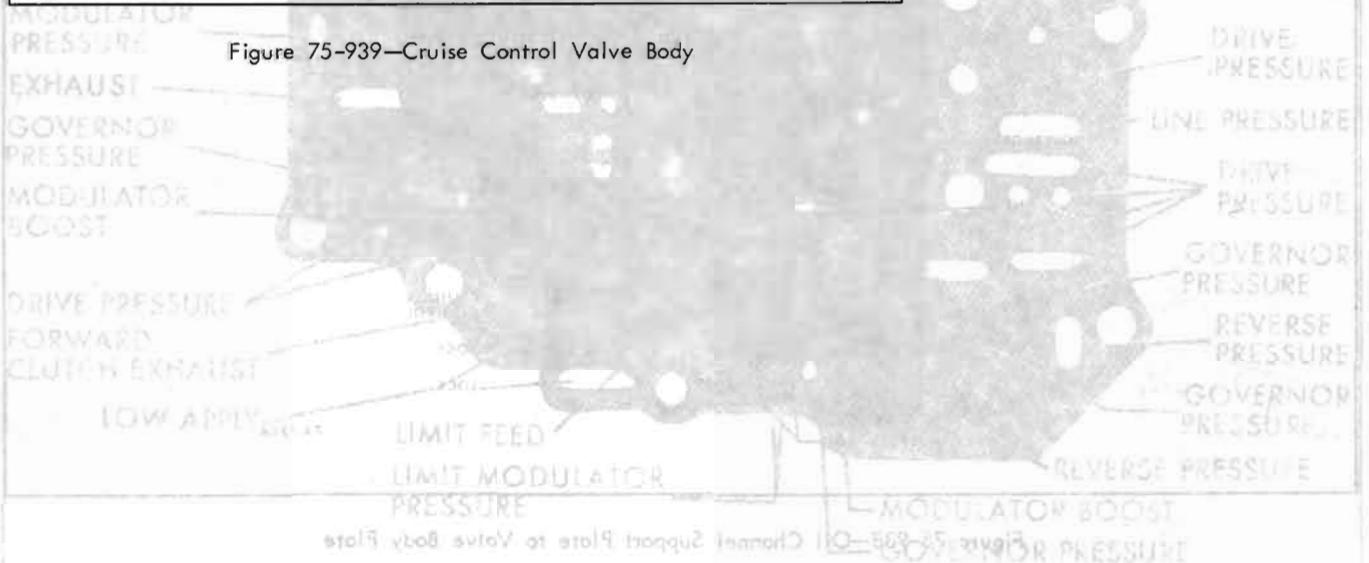 MODULATOR
PRESSURE
Figure 75-939—Cruise Control Valve Body
DRIVE
PRESSURE
EXHAUST
GOVERNOR
PRESSURE
LINE PRESSURE
MODULATOR
BOOST
DRIVE
PRESSURE
GOVERNOR
PRESSURE
DRIVE PRESSURE
FORWARD
CLUTCH EXHAUST
REVERSE
PRESSURE
LOW APPLY
LIMIT FEED
GOVERNOR
PRESSURE
LIMIT MODULATOR
PRESSURE
REVERSE PRESSURE
MODULATOR BOOST
GOVERNOR PRESSURE
Oil Channel Support Plate to Valve Body Plate